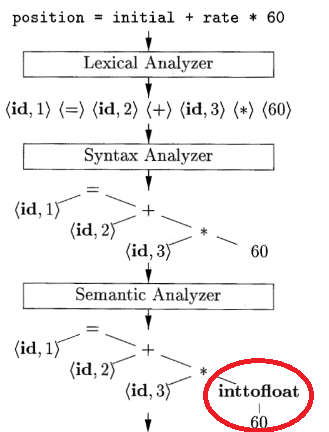 position = initial + rate * 60
Lexical Analyzer
⟨id, 1⟩ ⟨=⟩ ⟨id, 2⟩ ⟨+⟩ ⟨id, 3⟩ ⟨*⟩ ⟨60⟩
Syntax Analyzer
=
⟨id, 1⟩ +
⟨id, 2⟩ *
⟨id, 3⟩ 60
Semantic Analyzer
=
⟨id, 1⟩ +
⟨id, 2⟩ *
⟨id, 3⟩ inttofloat
60